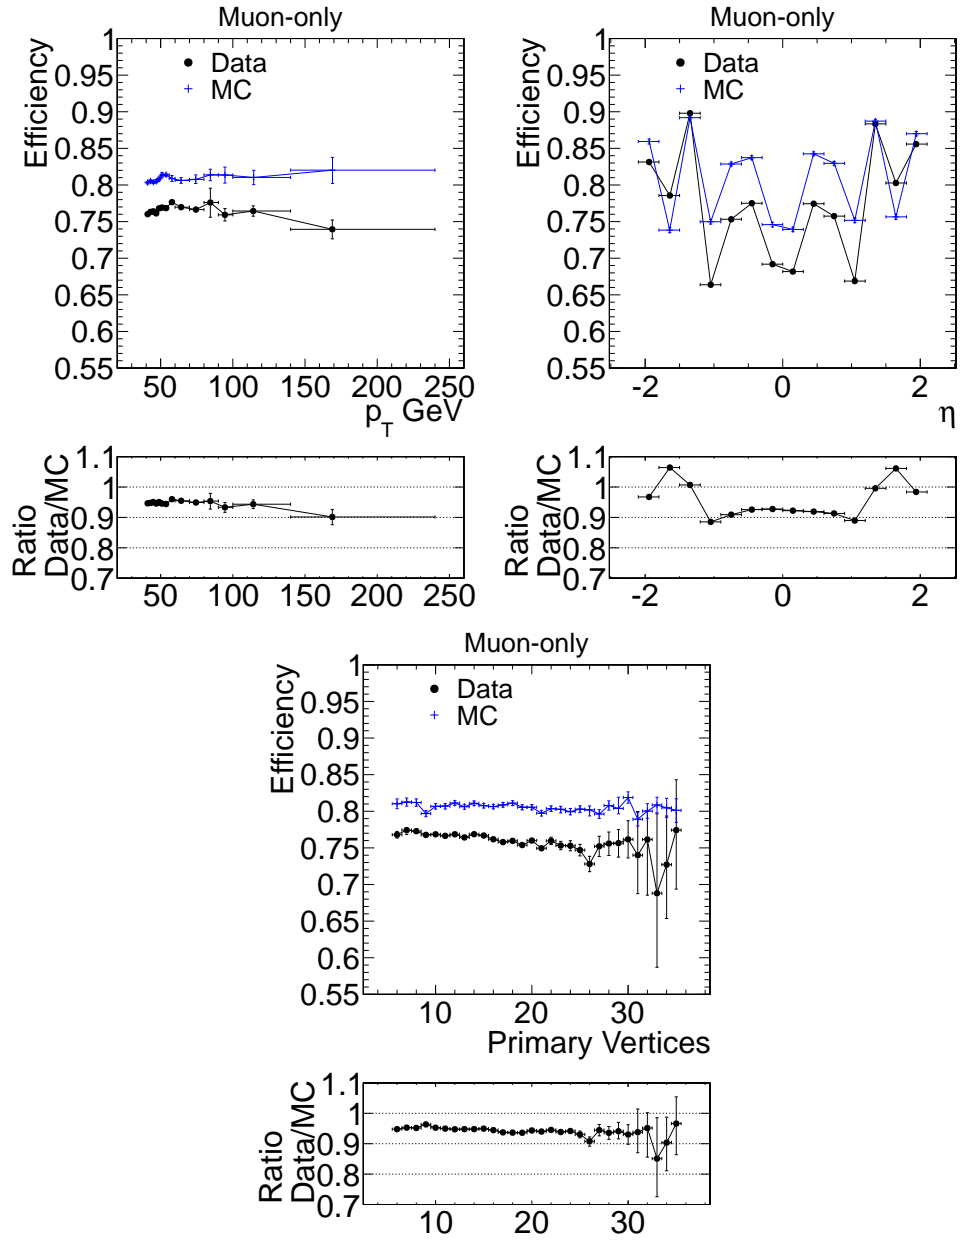 Muon-only
Efficiency
1
0.95
0.9
0.85
0.8
0.75
0.7
0.65
0.6
0.55
Data
MC
50 100 150 200 250
p_T GeV
Ratio
Data/MC
1.1
1
0.9
0.8
0.7
50 100 150 200 250
Muon-only
Efficiency
1
0.95
0.9
0.85
0.8
0.75
0.7
0.65
0.6
0.55
Data
MC
-2 0 2
η
Ratio
Data/MC
1.1
1
0.9
0.8
0.7
-2 0 2
Muon-only
Efficiency
1
0.95
0.9
0.85
0.8
0.75
0.7
0.65
0.6
0.55
Data
MC
10 20 30
Primary Vertices
Ratio
Data/MC
1.1
1
0.9
0.8
0.7
10 20 30